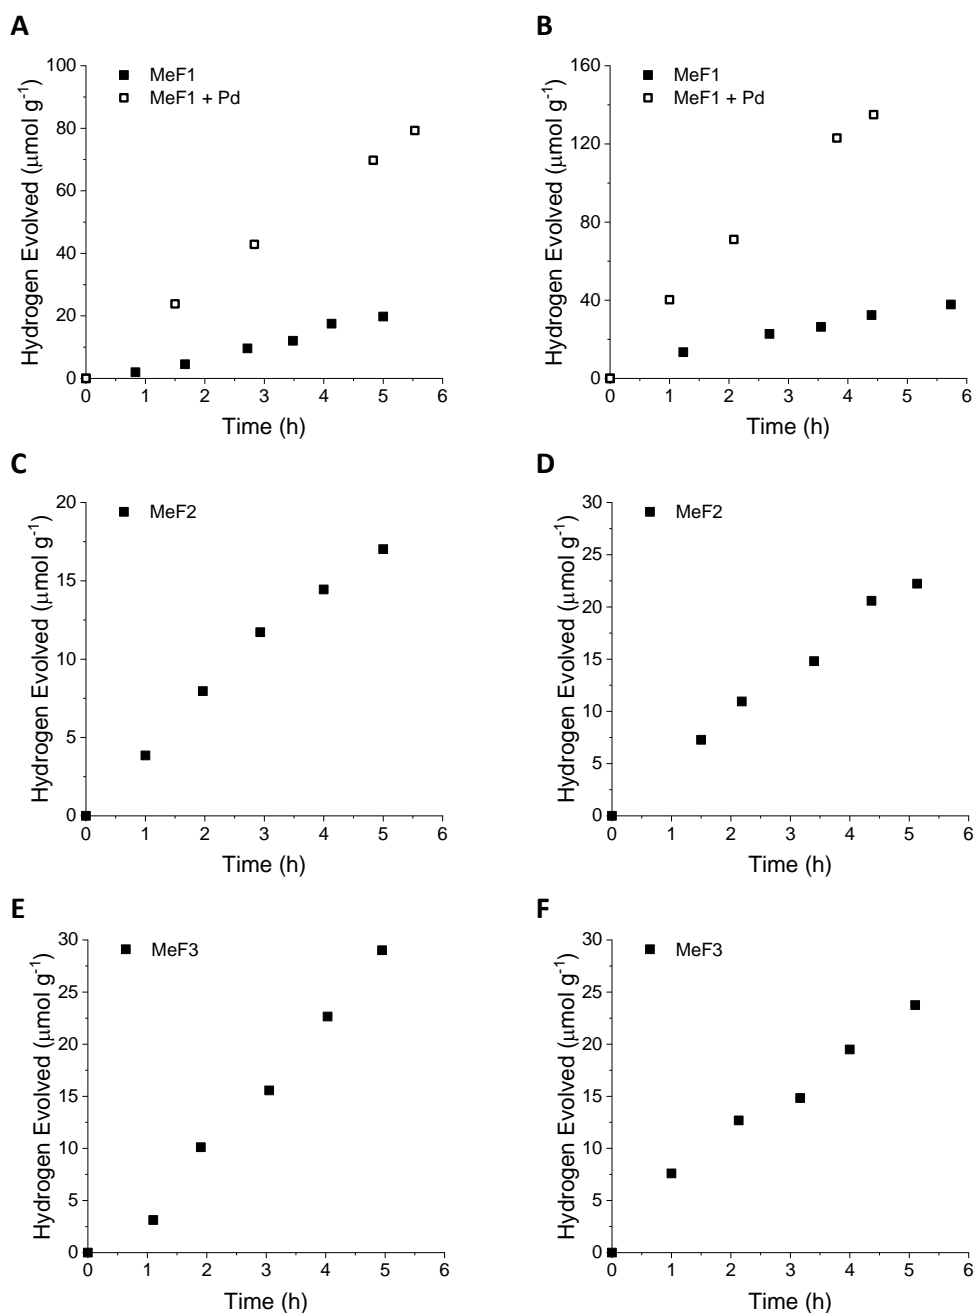 A
Hydrogen Evolved (μmol g⁻¹)
100
80
60
40
20
0
■ MeF1
□ MeF1 + Pd
0 1 2 3 4 5 6
Time (h)
B
Hydrogen Evolved (μmol g⁻¹)
160
120
80
40
0
■ MeF1
□ MeF1 + Pd
0 1 2 3 4 5 6
Time (h)
C
Hydrogen Evolved (μmol g⁻¹)
20
15
10
5
0
■ MeF2
0 1 2 3 4 5 6
Time (h)
D
Hydrogen Evolved (μmol g⁻¹)
30
25
20
15
10
5
0
■ MeF2
0 1 2 3 4 5 6
Time (h)
E
Hydrogen Evolved (μmol g⁻¹)
30
25
20
15
10
5
0
■ MeF3
0 1 2 3 4 5 6
Time (h)
F
Hydrogen Evolved (μmol g⁻¹)
30
25
20
15
10
5
0
■ MeF3
0 1 2 3 4 5 6
Time (h)